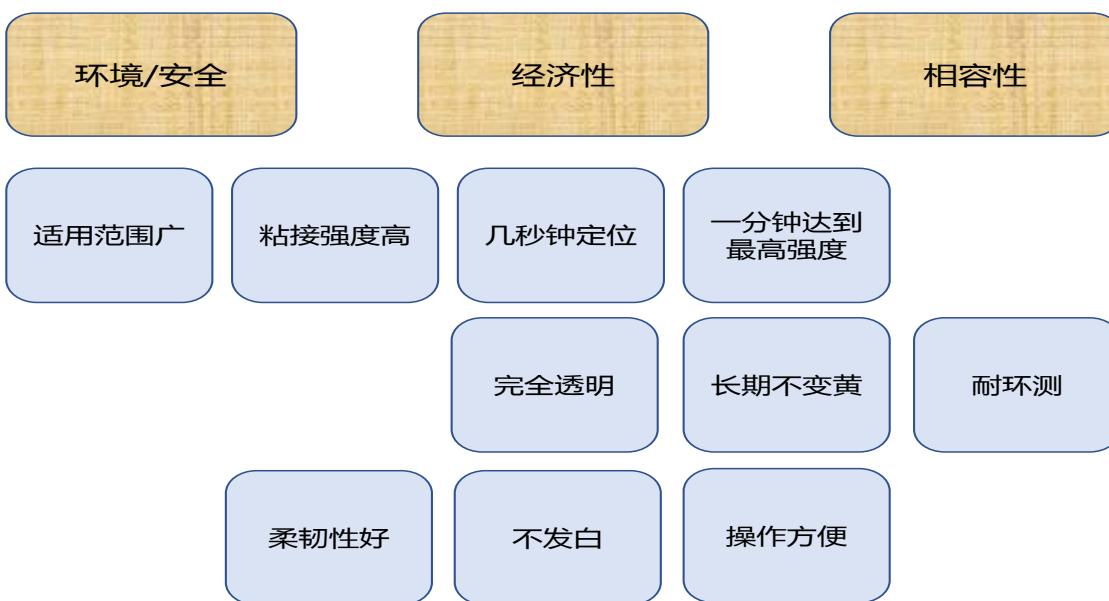 环境/安全
经济性
相容性
适用范围广
粘接强度高
几秒钟定位
一分钟达到
最高强度
完全透明
长期不变黄
耐环测
柔韧性好
不发白
操作方便